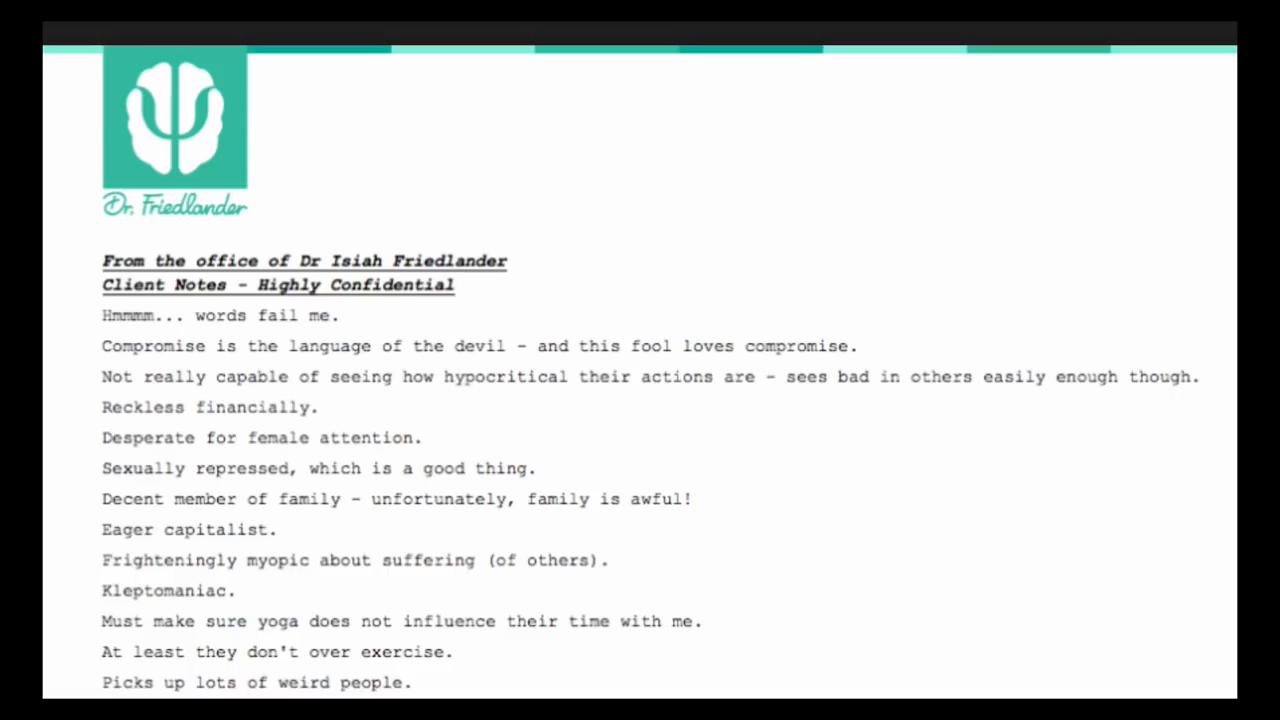 Dr. Friedlander
From the office of Dr Isiah Friedlander
Client Notes - Highly Confidential
Hmmmm... words fail me.
Compromise is the language of the devil - and this fool loves compromise.
Not really capable of seeing how hypocritical their actions are - sees bad in others easily enough though.
Reckless financially.
Desperate for female attention.
Sexually repressed, which is a good thing.
Decent member of family - unfortunately, family is awful!
Eager capitalist.
Frighteningly myopic about suffering (of others).
Kleptomaniac.
Must make sure yoga does not influence their time with me.
At least they don't over exercise.
Picks up lots of weird people.